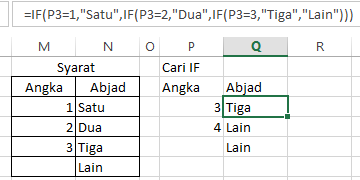 =IF(P3=1,"Satu",IF(P3=2,"Dua",IF(P3=3,"Tiga","Lain")))
M N O P Q R
Syarat Cari IF
Angka Abjad Angka Abjad
1 Satu 3 Tiga
2 Dua 4 Lain
3 Tiga Lain
Lain